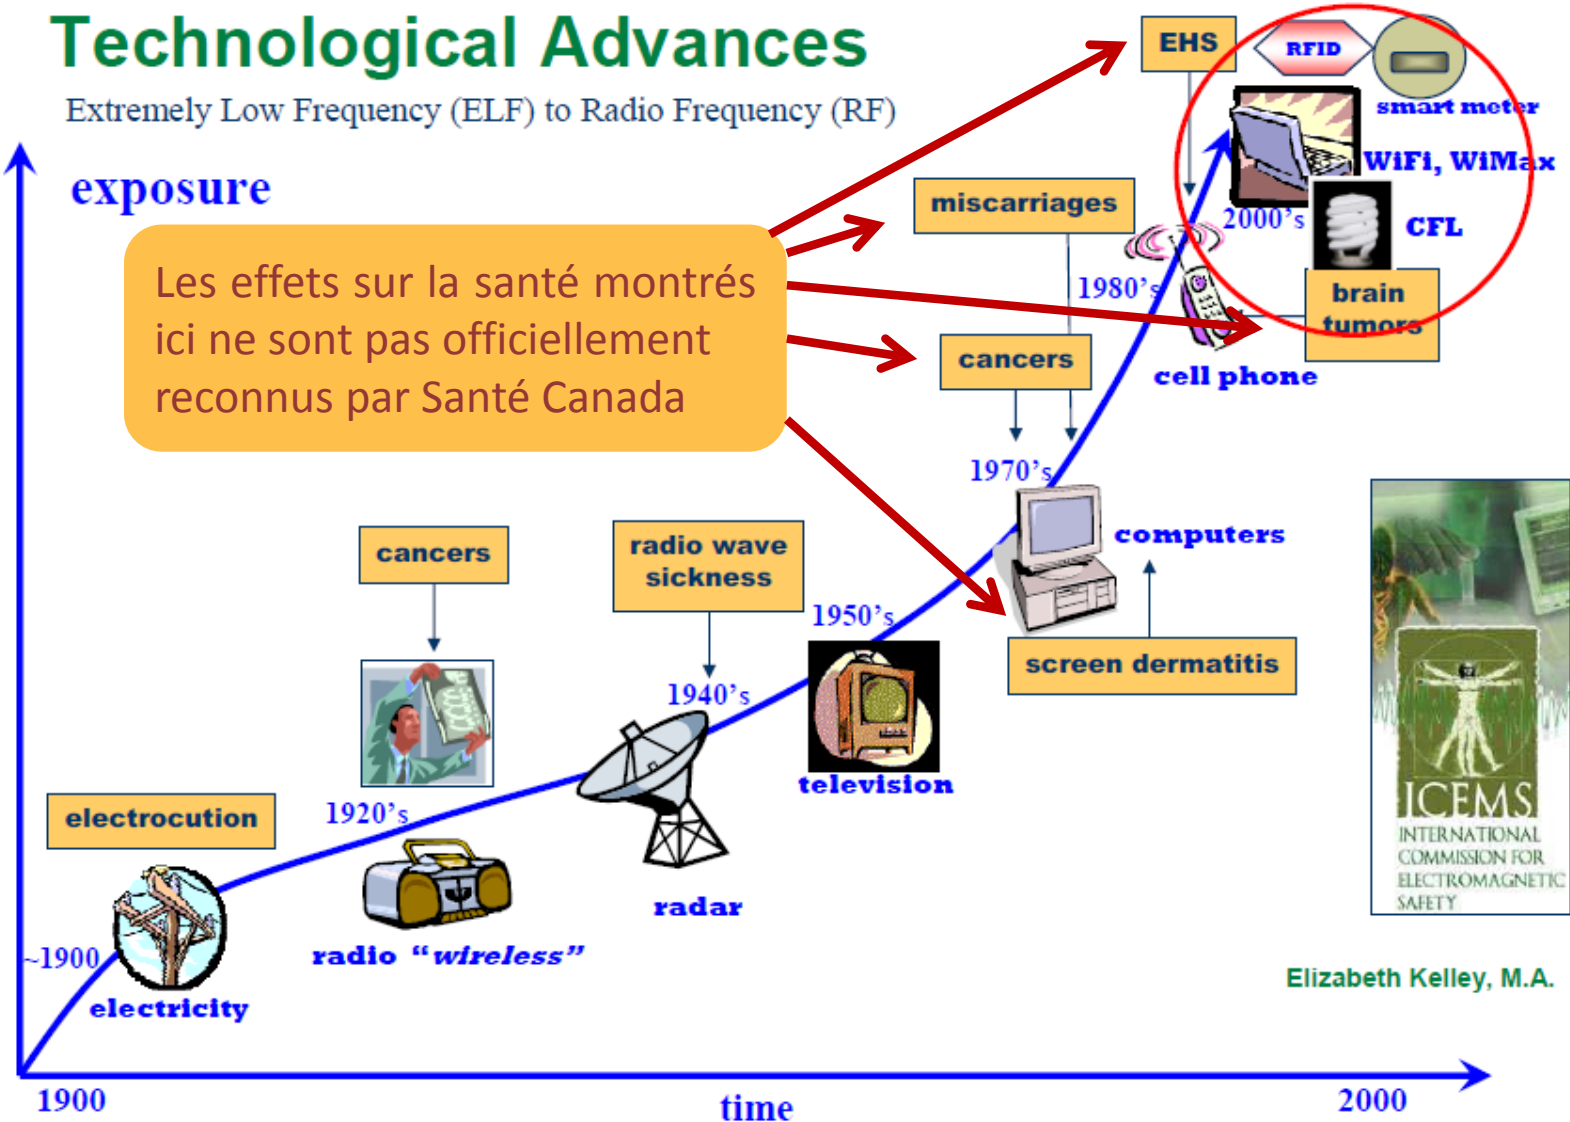 Technological Advances
Extremely Low Frequency (ELF) to Radio Frequency (RF)
exposure
EHS
RFID
smart meter
WiFi, WiMax
2000's
CFL
miscarriages
1980's
brain
tumors
cell phone
Les effets sur la santé montrés
ici ne sont pas officiellement
reconnus par Santé Canada
cancers
1970's
computers
cancers
radio wave
sickness
1950's
screen dermatitis
1940's
television
electrocution
1920's
radar
radio "wireless"
~1900
electricity
ICEMS
INTERNATIONAL
COMMISSION FOR
ELECTROMAGNETIC
SAFETY
Elizabeth Kelley, M.A.
1900
time
2000